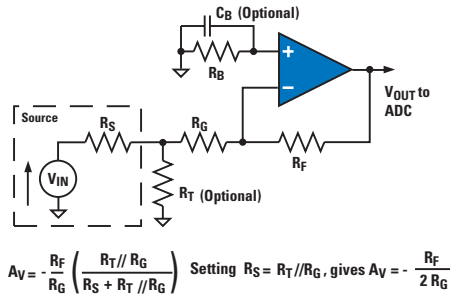 CB (Optional)
RB
+
−
VOUT to
ADC
Source
RS
RG
RF
VIN
RT (Optional)
AV = - RF/RG ( RT // RG / RS + RT // RG ) Setting RS = RT//RG, gives AV = - RF / 2 RG